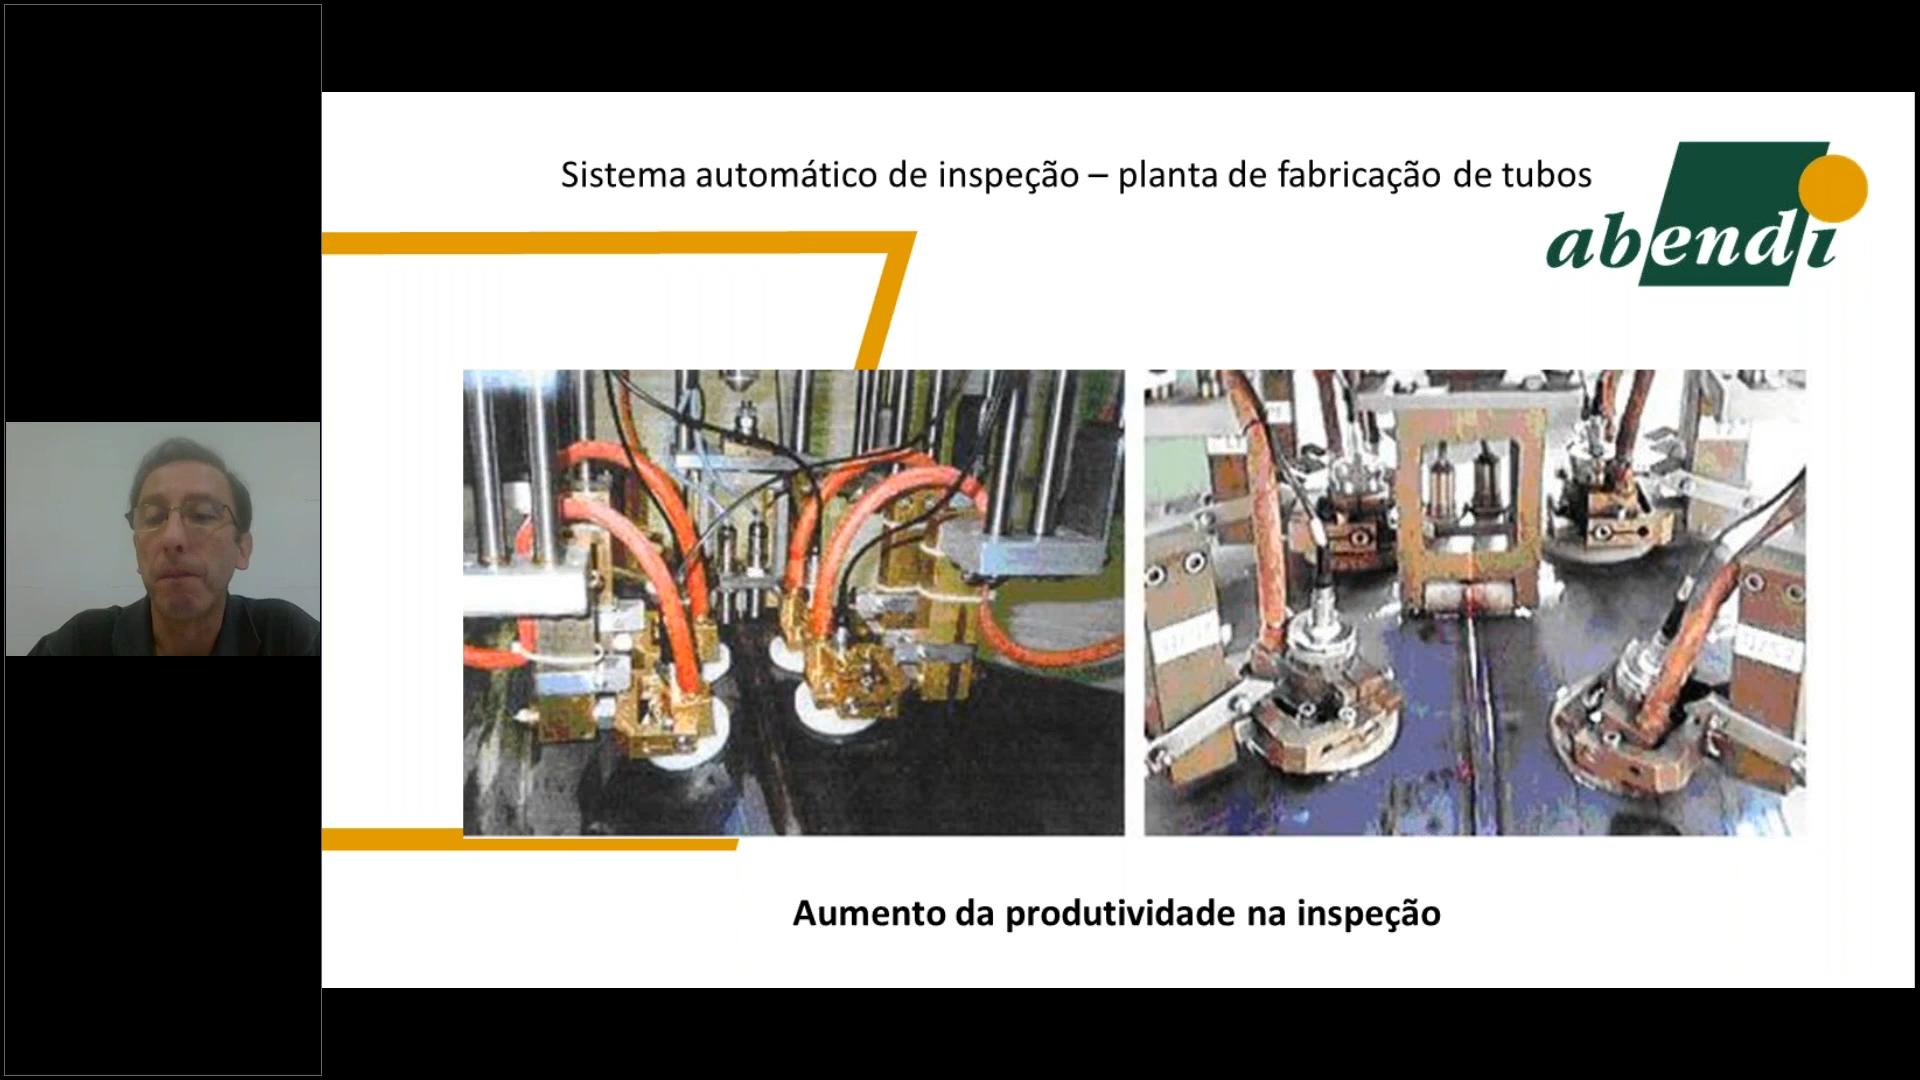 Sistema automático de inspeção – planta de fabricação de tubos
abendi
Aumento da produtividade na inspeção